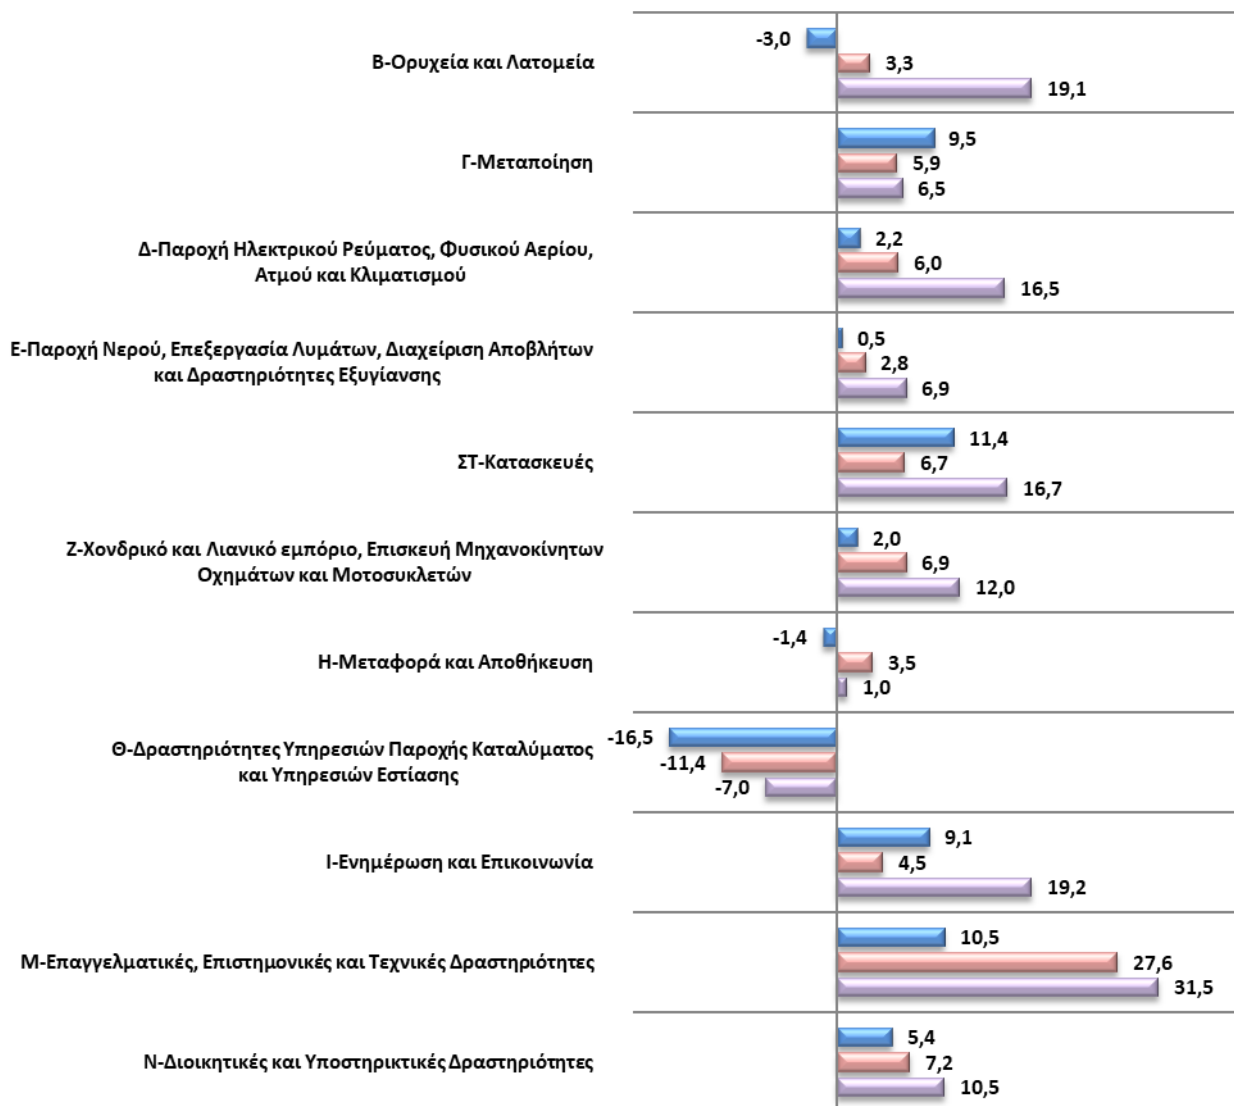 -3,0
Β-Ορυχεία και Λατομεία
3,3
19,1
9,5
Γ-Μεταποίηση
5,9
6,5
2,2
Δ-Παροχή Ηλεκτρικού Ρεύματος, Φυσικού Αερίου,
Ατμού και Κλιματισμού
6,0
16,5
0,5
Ε-Παροχή Νερού, Επεξεργασία Λυμάτων, Διαχείριση Αποβλήτων
και Δραστηριότητες Εξυγίανσης
2,8
6,9
11,4
ΣΤ-Κατασκευές
6,7
16,7
2,0
Ζ-Χονδρικό και Λιανικό εμπόριο, Επισκευή Μηχανοκίνητων
Οχημάτων και Μοτοσυκλετών
6,9
12,0
-1,4
Η-Μεταφορά και Αποθήκευση
3,5
1,0
-16,5
Θ-Δραστηριότητες Υπηρεσιών Παροχής Καταλύματος
και Υπηρεσιών Εστίασης
-11,4
-7,0
9,1
Ι-Ενημέρωση και Επικοινωνία
4,5
19,2
10,5
Μ-Επαγγελματικές, Επιστημονικές και Τεχνικές Δραστηριότητες
27,6
31,5
5,4
Ν-Διοικητικές και Υποστηρικτικές Δραστηριότητες
7,2
10,5